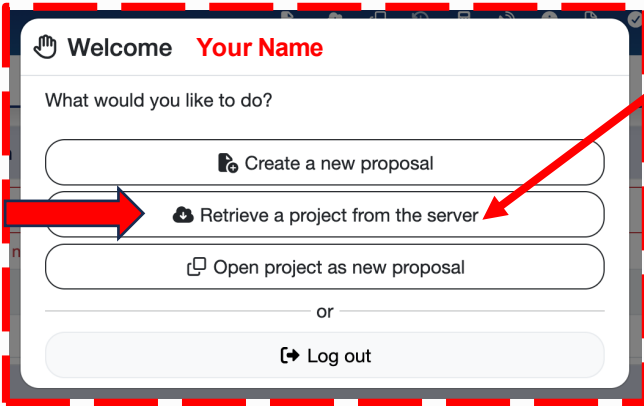 Welcome Your Name
What would you like to do?
Create a new proposal
Retrieve a project from the server
Open project as new proposal
or
Log out